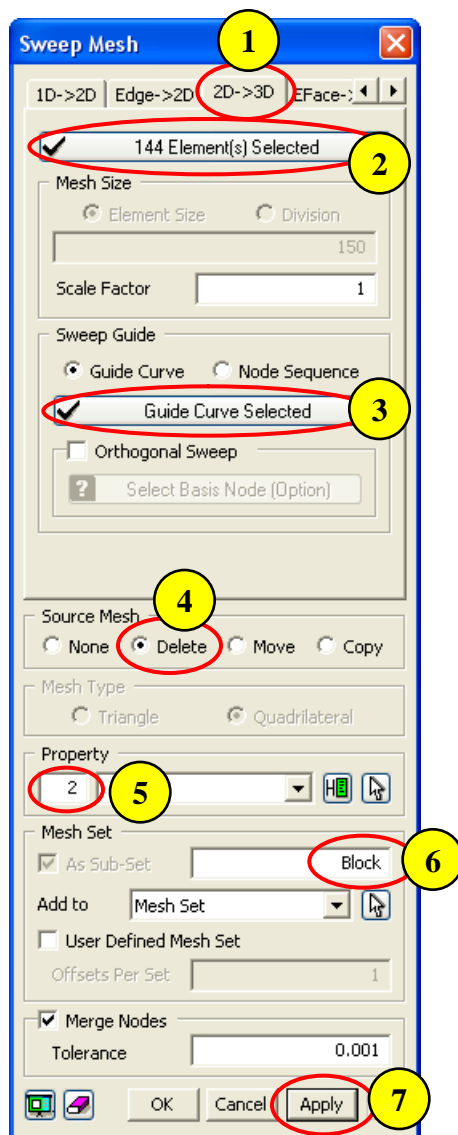 Sweep Mesh
1
1D->2D Edge->2D 2D->3D EFace->
144 Element(s) Selected
2
Mesh Size
Element Size Division
150
Scale Factor 1
Sweep Guide
Guide Curve Node Sequence
Guide Curve Selected
3
Orthogonal Sweep
? Select Basis Node (Option)
4
Source Mesh
None Delete Move Copy
Mesh Type
Triangle Quadrilateral
Property
2
5
Mesh Set
As Sub-Set Block
6
Add to Mesh Set
User Defined Mesh Set
Offsets Per Set 1
Merge Nodes
Tolerance 0.001
OK Cancel Apply
7